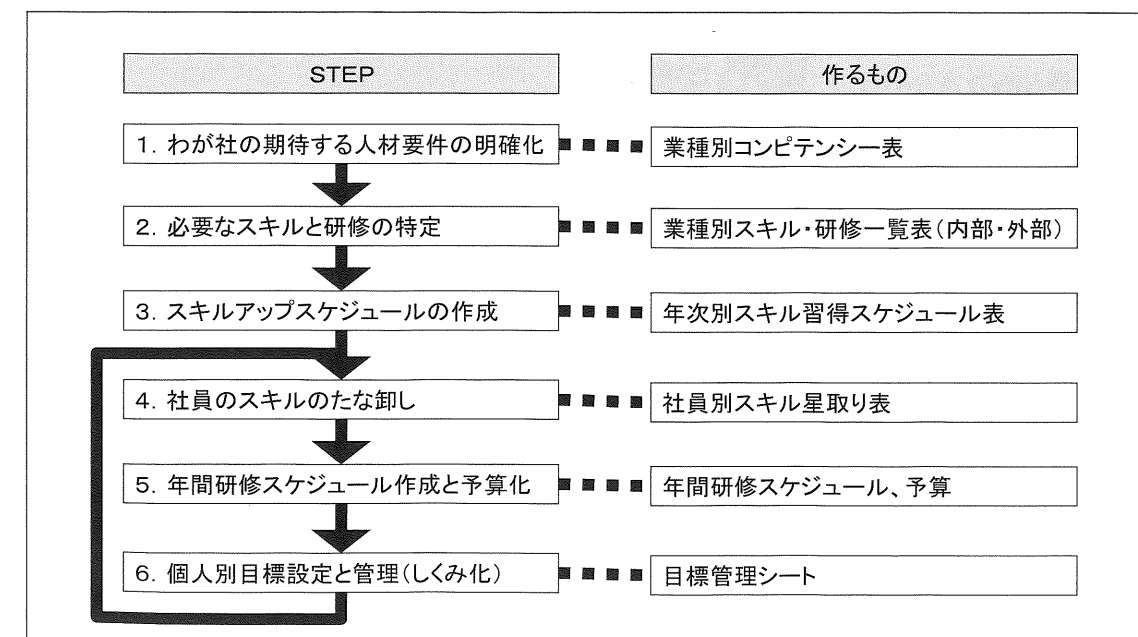 STEP
作るもの
1．わが社の期待する人材要件の明確化
業種別コンピテンシー表
2．必要なスキルと研修の特定
業種別スキル・研修一覧表（内部・外部）
3．スキルアップスケジュールの作成
年次別スキル習得スケジュール表
4．社員のスキルのたな卸し
社員別スキル星取り表
5．年間研修スケジュール作成と予算化
年間研修スケジュール、予算
6．個人別目標設定と管理（しくみ化）
目標管理シート